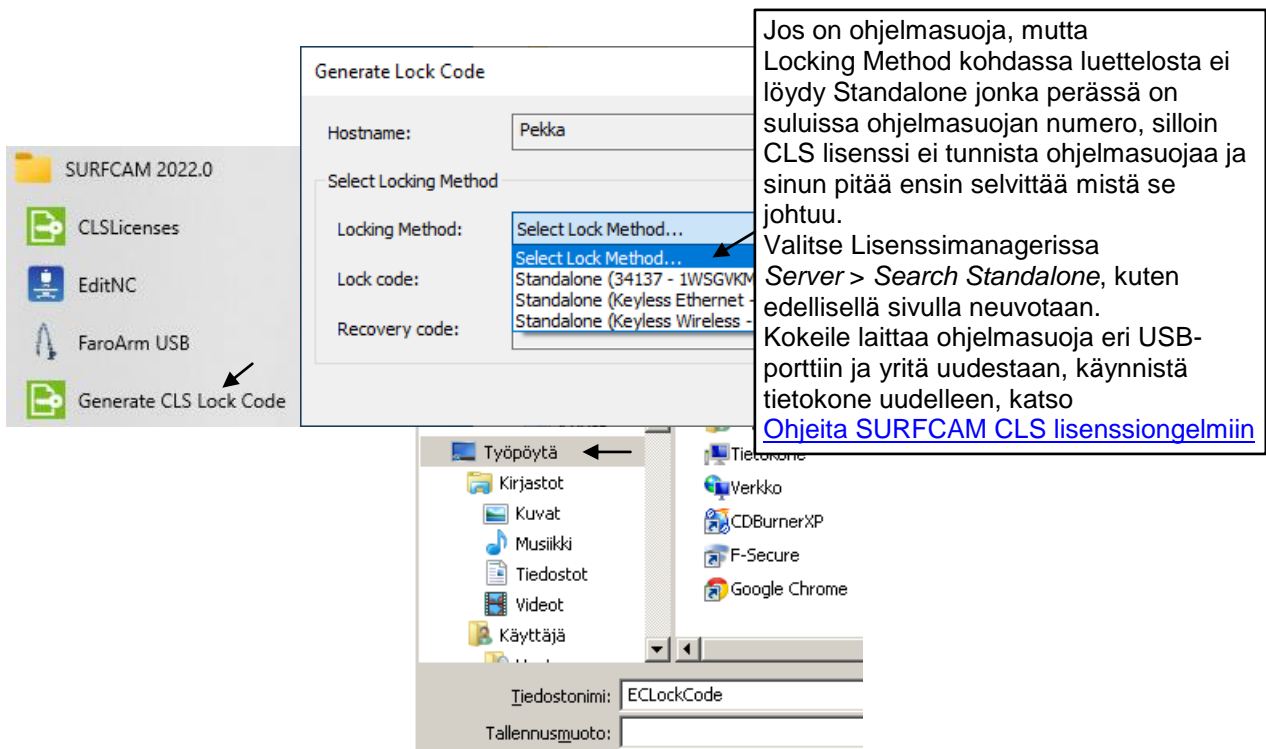 SURFCAM 2022.0
CLSLicenses
EditNC
FaroArm USB
Generate CLS Lock Code
Generate Lock Code
Hostname:
Pekka
Select Locking Method
Locking Method:
Select Lock Method...
Select Lock Method...
Standalone (34137 - 1WSGVKM
Standalone (Keyless Ethernet -
Standalone (Keyless Wireless -
Lock code:
Recovery code:
Jos on ohjelmasuoja, mutta
Locking Method kohdassa luettelosta ei
löydy Standalone jonka perässä on
suluissa ohjelmasuojan numero, silloin
CLS lisenssi ei tunnista ohjelmasuojaa ja
sinun pitää ensin selvittää mistä se
johtuu.
Valitse Lisenssimanagerissa
Server > Search Standalone, kuten
edellisellä sivulla neuvotaan.
Kokeile laittaa ohjelmasuoja eri USB-
porttiin ja yritä uudestaan, käynnistä
tietokone uudelleen, katso
Ohjeita SURFCAM CLS lisenssiongelmiin
Työpöytä
Kirjastot
Kuvat
Musiikki
Tiedostot
Videot
Käyttäjä
Tietokone
Verkko
CDBurnerXP
F-Secure
Google Chrome
Tiedostonimi:
ECLockCode
Tallennusmuoto: